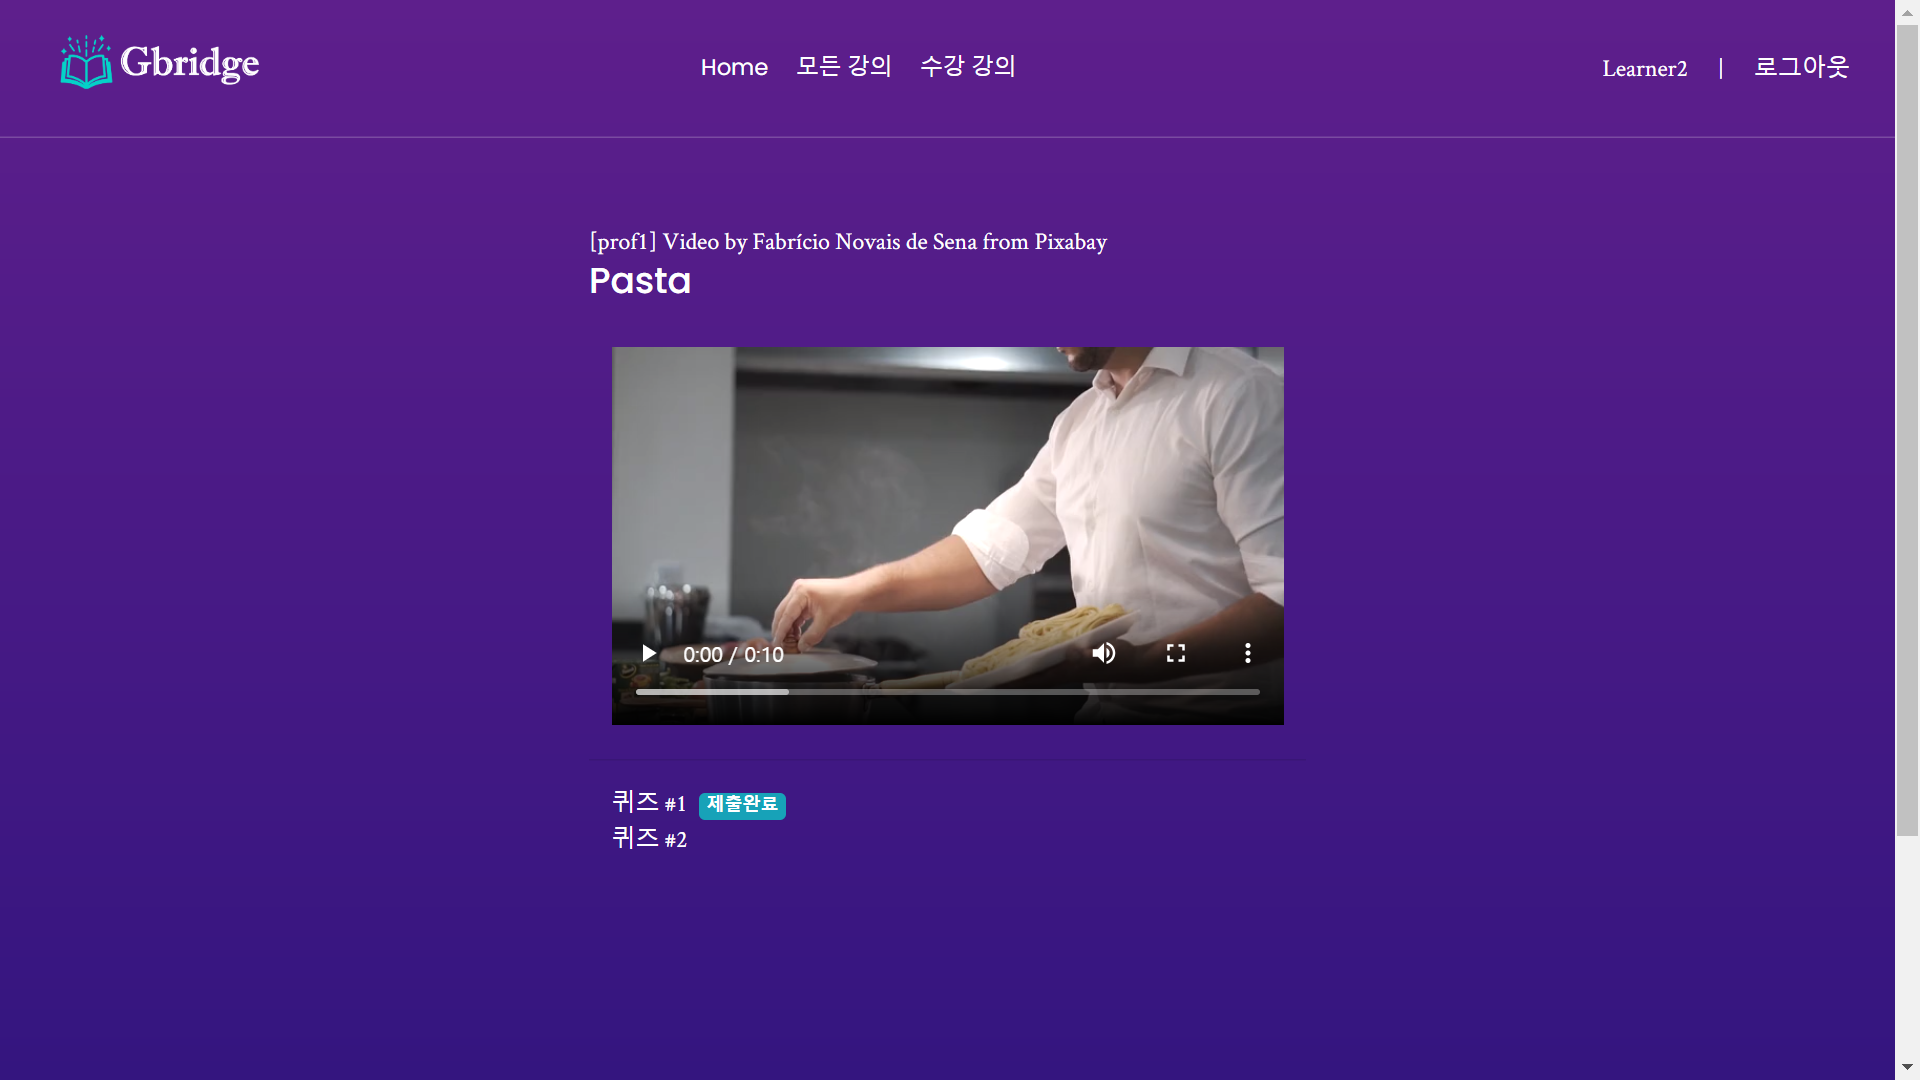 Gbridge
Home 모든 강의 수강 강의
Learner2 | 로그아웃
[prof1] Video by Fabrício Novais de Sena from Pixabay
Pasta
0:00 / 0:10
퀴즈 #1 제출완료
퀴즈 #2